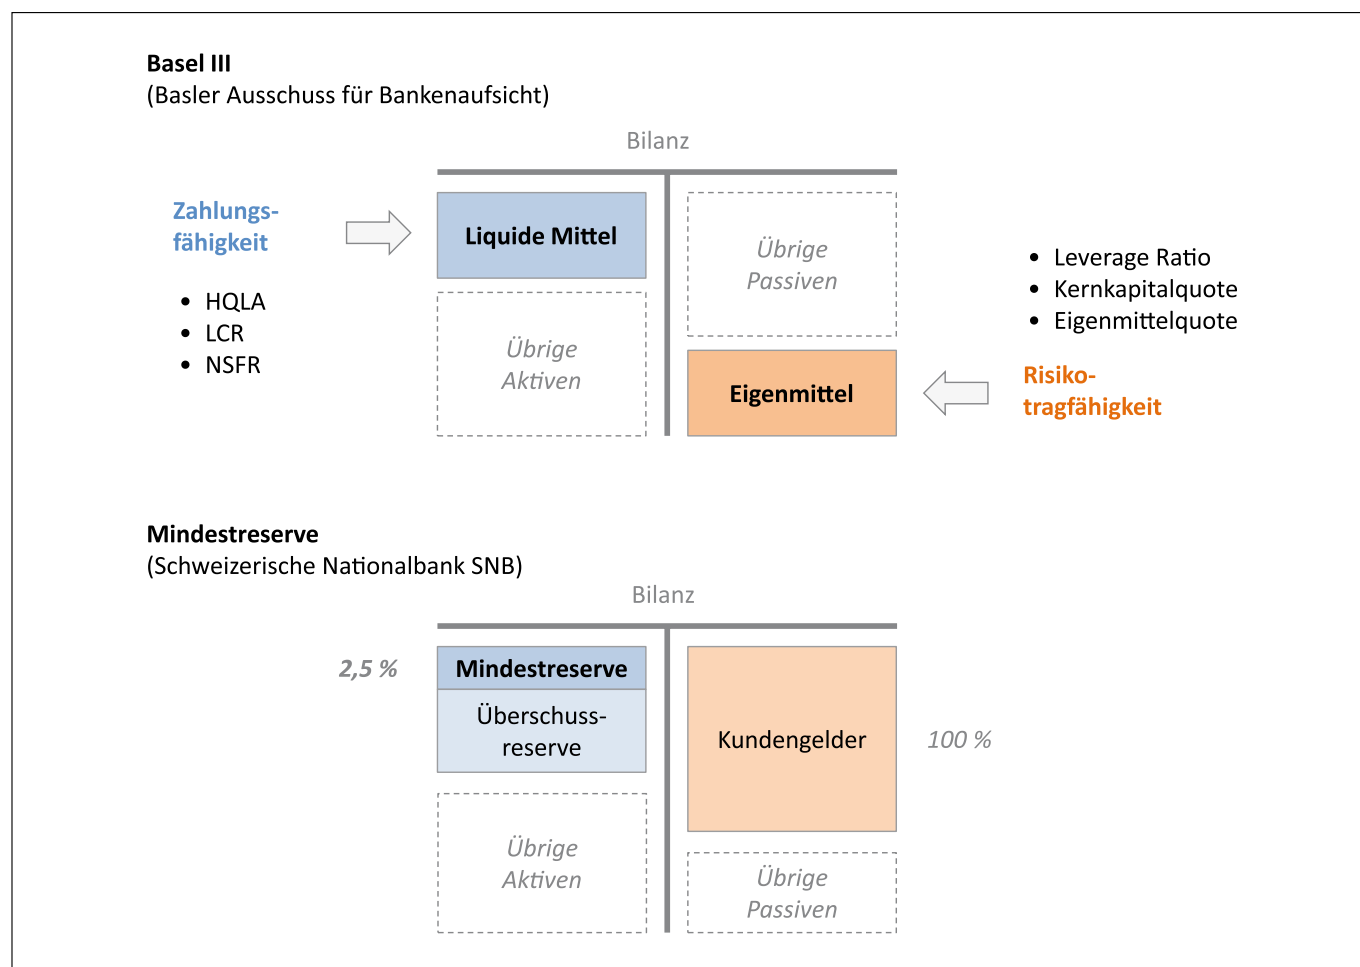 Basel III
(Basler Ausschuss für Bankenaufsicht)
Bilanz
Zahlungs-
fähigkeit
• HQLA
• LCR
• NSFR
Liquide Mittel
Übrige
Aktiven
Übrige
Passiven
Eigenmittel
• Leverage Ratio
• Kernkapitalquote
• Eigenmittelquote
Risiko-
tragfähigkeit
Mindestreserve
(Schweizerische Nationalbank SNB)
Bilanz
2,5 %
Mindestreserve
Überschuss-
reserve
Übrige
Aktiven
Kundengelder
100 %
Übrige
Passiven